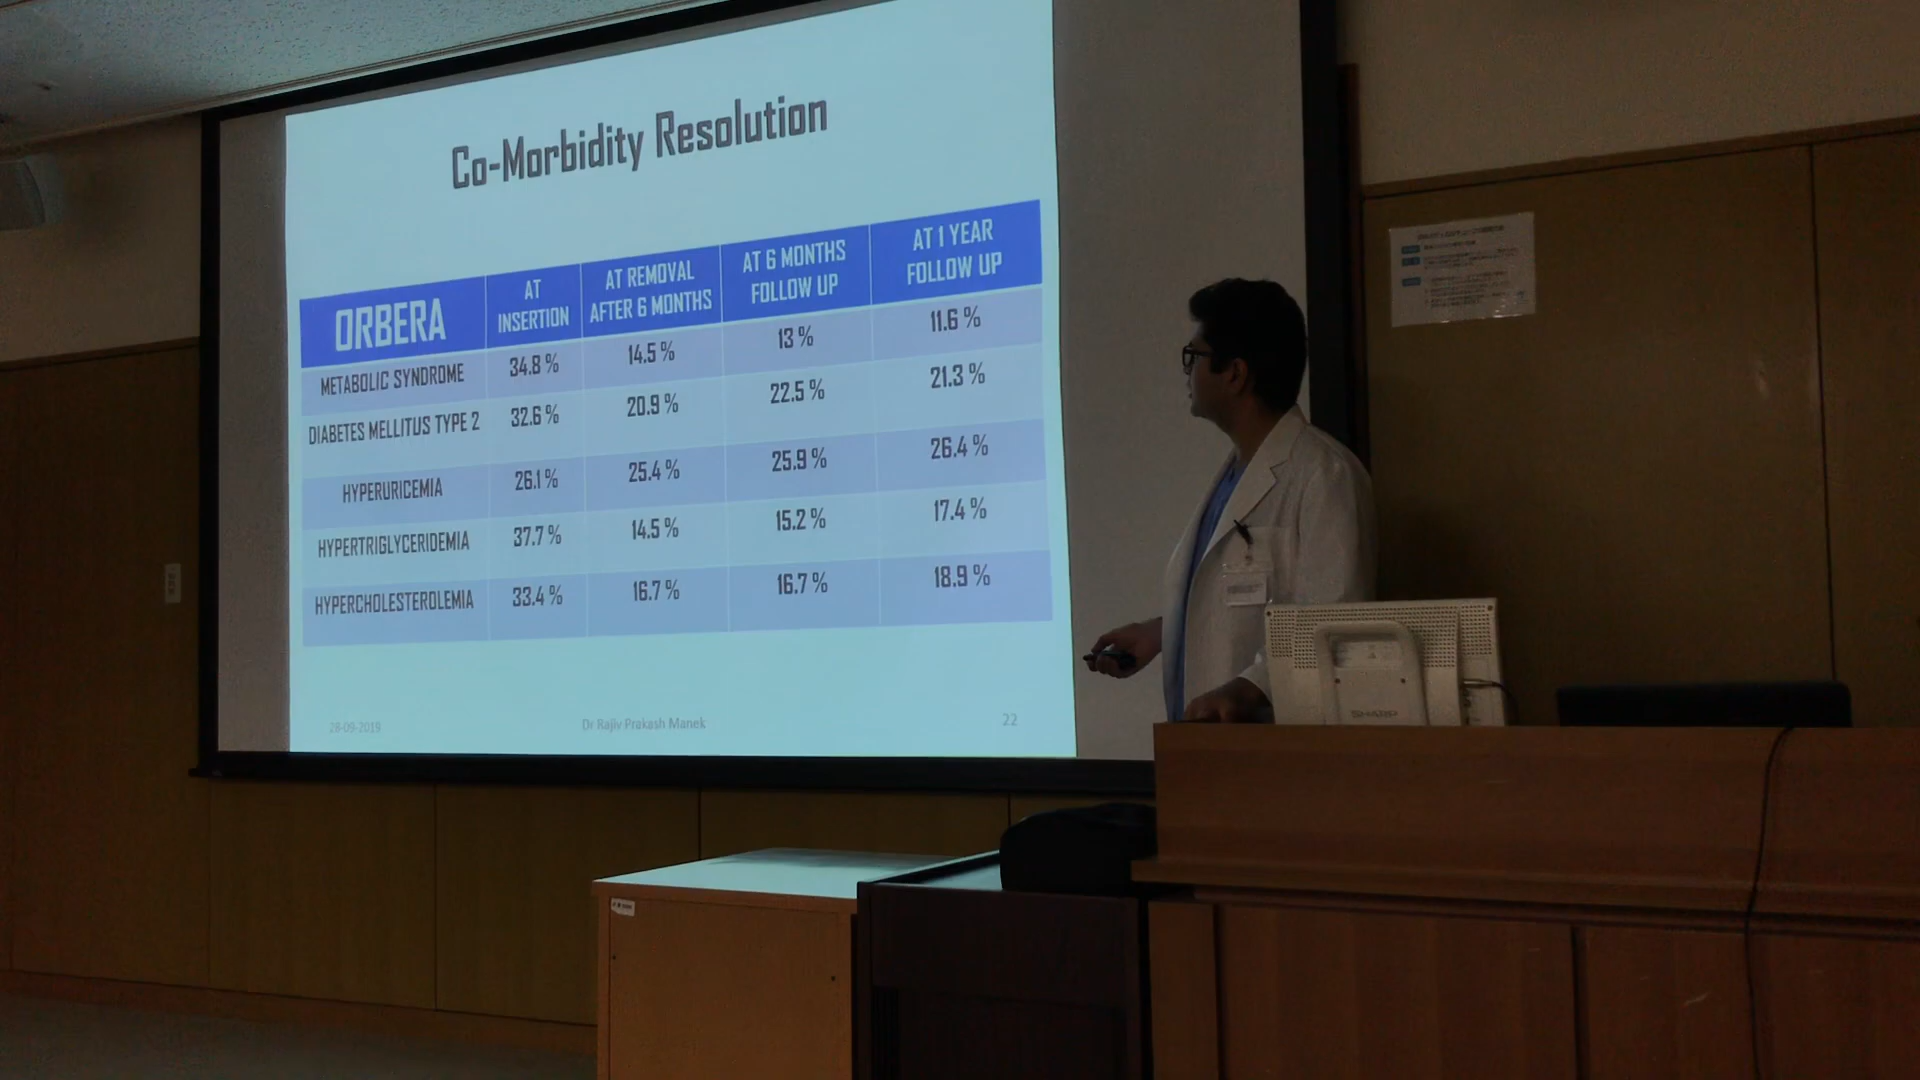 Co-Morbidity Resolution
ORBERA
AT
INSERTION
AT REMOVAL
AFTER 6 MONTHS
AT 6 MONTHS
FOLLOW UP
AT 1 YEAR
FOLLOW UP
METABOLIC SYNDROME 34.8 % 14.5 % 13 % 11.6 %
DIABETES MELLITUS TYPE 2 32.6 % 20.9 % 22.5 % 21.3 %
HYPERURICEMIA 26.1 % 25.4 % 25.9 % 26.4 %
HYPERTRIGLYCERIDEMIA 37.7 % 14.5 % 15.2 % 17.4 %
HYPERCHOLESTEROLEMIA 33.4 % 16.7 % 16.7 % 18.9 %
28-09-2019 Dr Rajiv Prakash Manek 22
SHARP